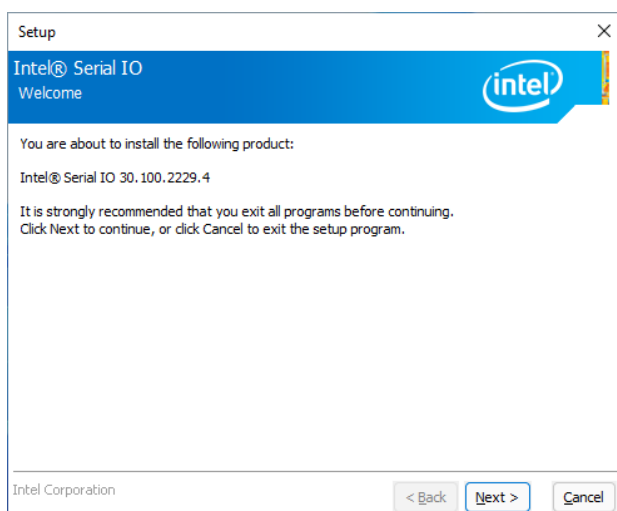 Setup
Intel® Serial IO
Welcome
intel
You are about to install the following product:
Intel® Serial IO 30.100.2229.4
It is strongly recommended that you exit all programs before continuing.
Click Next to continue, or click Cancel to exit the setup program.
Intel Corporation
< Back Next > Cancel